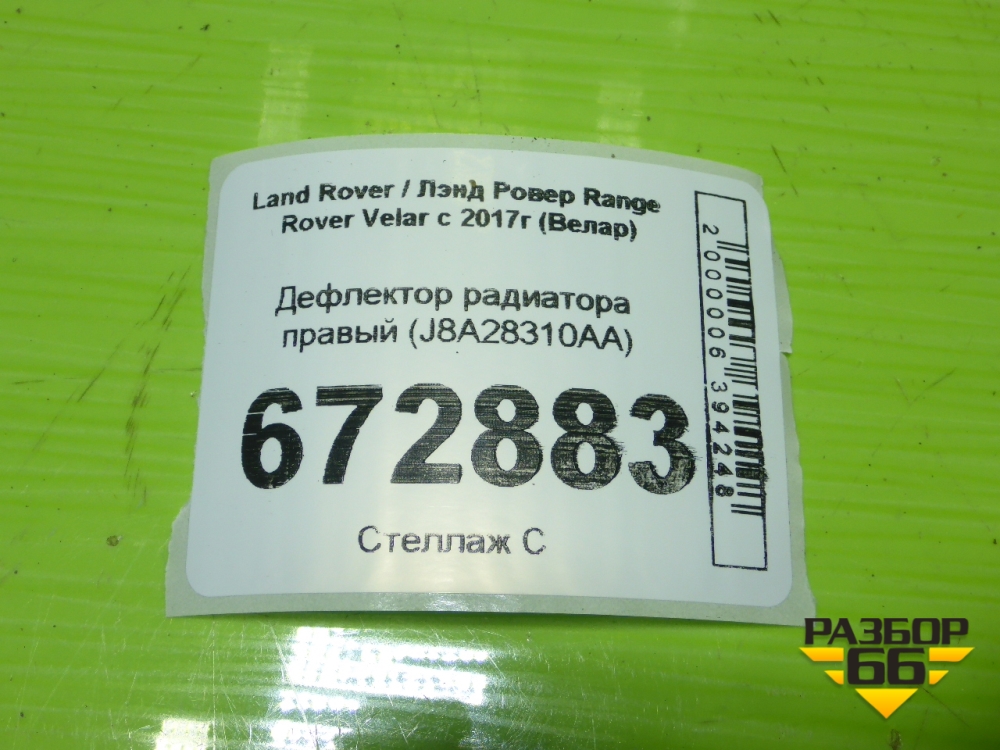 Land Rover / Лэнд Ровер Range
Rover Velar с 2017г (Велар)
Дефлектор радиатора
правый (J8A28310AA)
672883
Стеллаж С
2000006394248
РАЗБОР
66